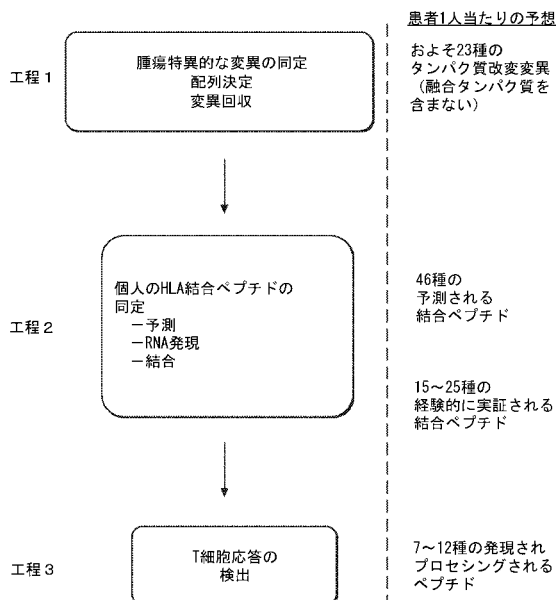 患者1人当たりの予想
工程1
腫瘍特異的な変異の同定
配列決定
変異回収
およそ23種の
タンパク質改変変異
（融合タンパク質を
含まない）
工程2
個人のHLA結合ペプチドの
同定
－予測
－RNA発現
－結合
46種の
予測される
結合ペプチド
15～25種の
経験的に実証される
結合ペプチド
工程3
T細胞応答の
検出
7～12種の発現され
プロセシングされる
ペプチド